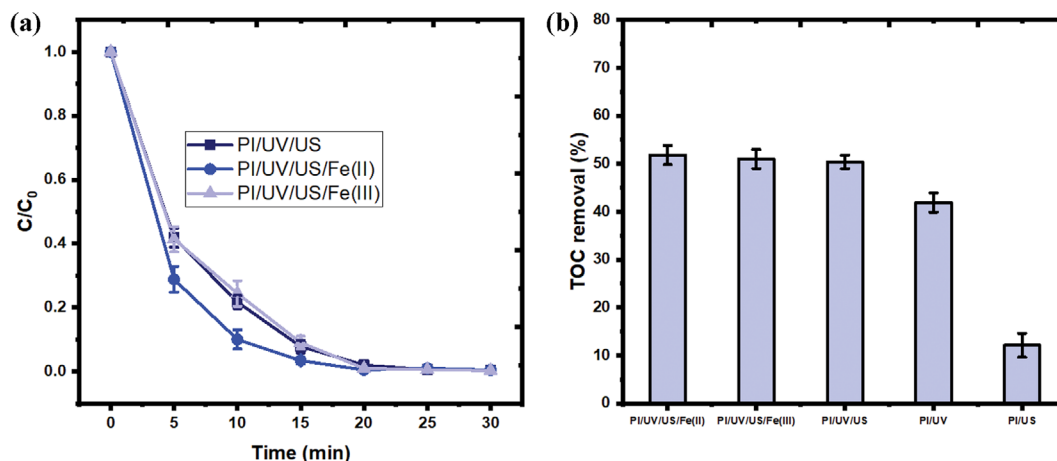 (a)
1.0
0.8
0.6
0.4
0.2
0.0
C/C0
PI/UV/US
PI/UV/US/Fe(II)
PI/UV/US/Fe(III)
0 5 10 15 20 25 30
Time (min)
(b)
80
70
60
50
40
30
20
10
0
TOC removal (%)
PI/UV/US/Fe(II) PI/UV/US/Fe(III) PI/UV/US PI/UV PI/US